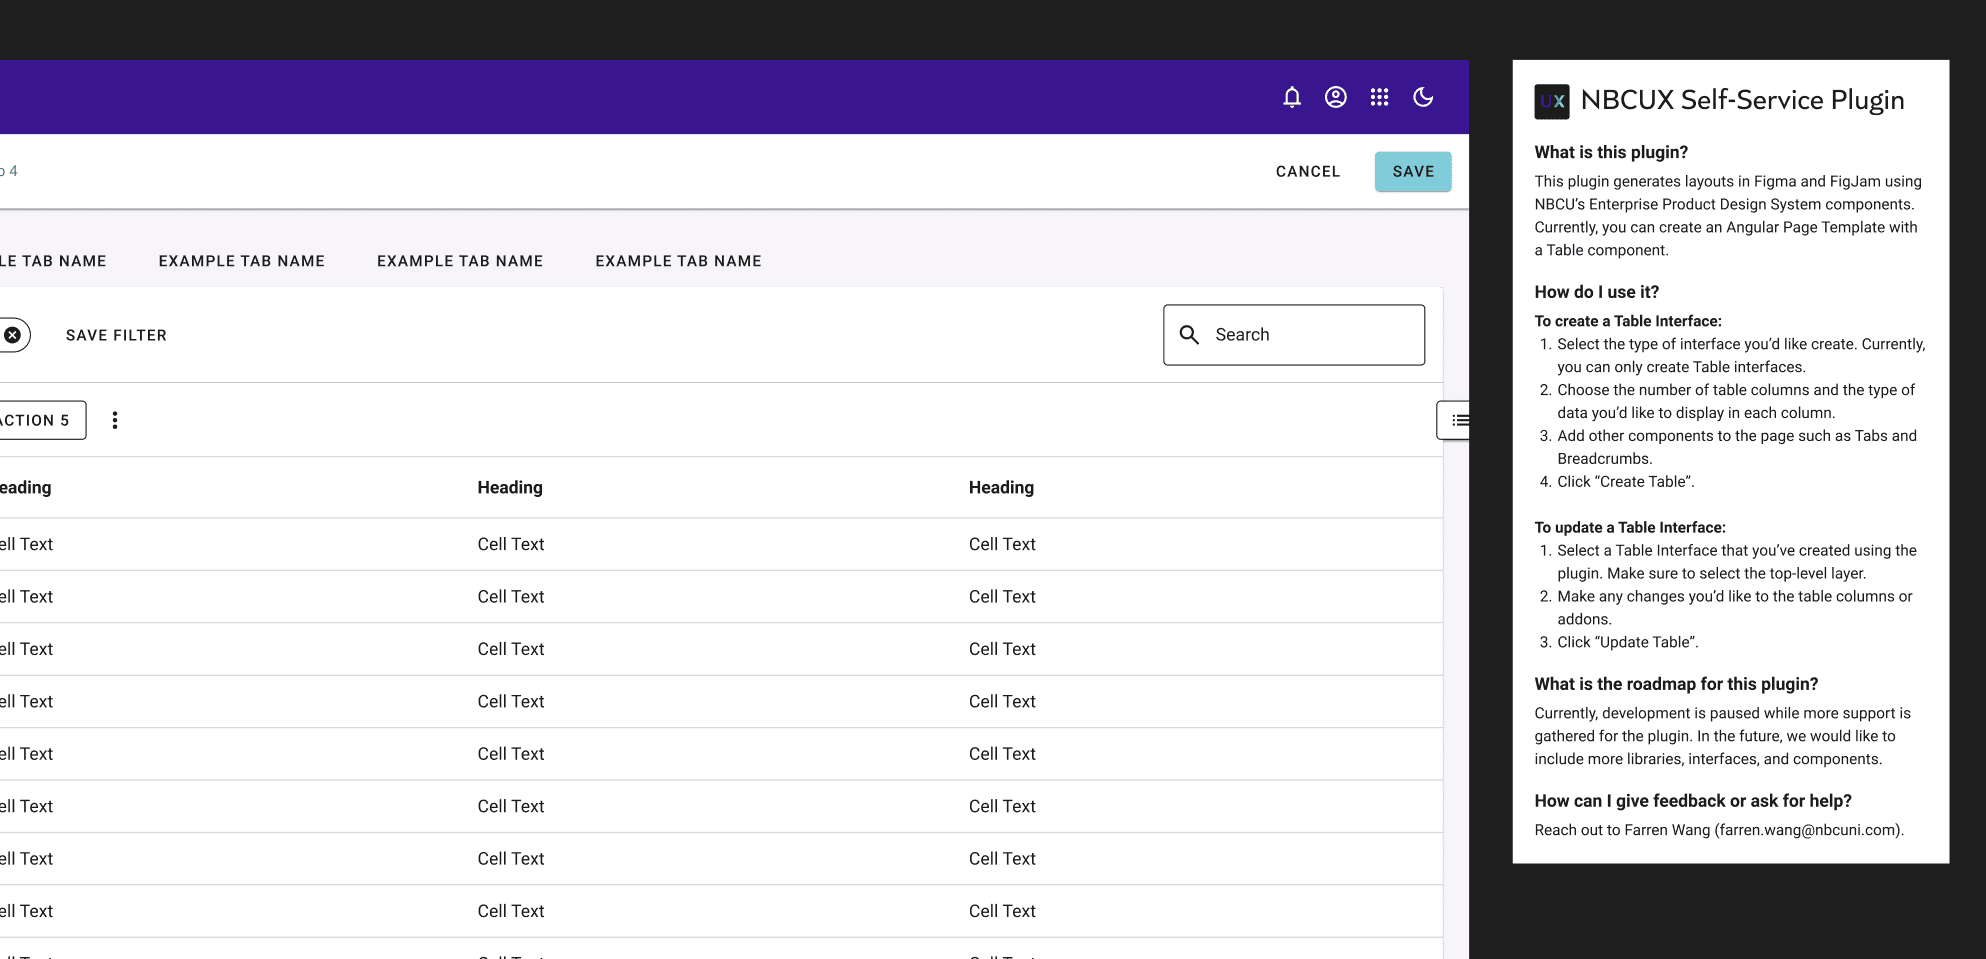 4
CANCEL
SAVE
TAB NAME
EXAMPLE TAB NAME
EXAMPLE TAB NAME
EXAMPLE TAB NAME
SAVE FILTER
Search
ACTION 5
eading
Heading
Heading
ell Text
Cell Text
Cell Text
ell Text
Cell Text
Cell Text
ell Text
Cell Text
Cell Text
ell Text
Cell Text
Cell Text
ell Text
Cell Text
Cell Text
ell Text
Cell Text
Cell Text
ell Text
Cell Text
Cell Text
ell Text
Cell Text
Cell Text
UX
NBCUX Self-Service Plugin
What is this plugin?
This plugin generates layouts in Figma and FigJam using
NBCU’s Enterprise Product Design System components.
Currently, you can create an Angular Page Template with
a Table component.
How do I use it?
To create a Table Interface:
1. Select the type of interface you’d like create. Currently,
you can only create Table interfaces.
2. Choose the number of table columns and the type of
data you’d like to display in each column.
3. Add other components to the page such as Tabs and
Breadcrumbs.
4. Click “Create Table”.
To update a Table Interface:
1. Select a Table Interface that you’ve created using the
plugin. Make sure to select the top-level layer.
2. Make any changes you’d like to the table columns or
addons.
3. Click “Update Table”.
What is the roadmap for this plugin?
Currently, development is paused while more support is
gathered for the plugin. In the future, we would like to
include more libraries, interfaces, and components.
How can I give feedback or ask for help?
Reach out to Farren Wang (farren.wang@nbcuni.com).